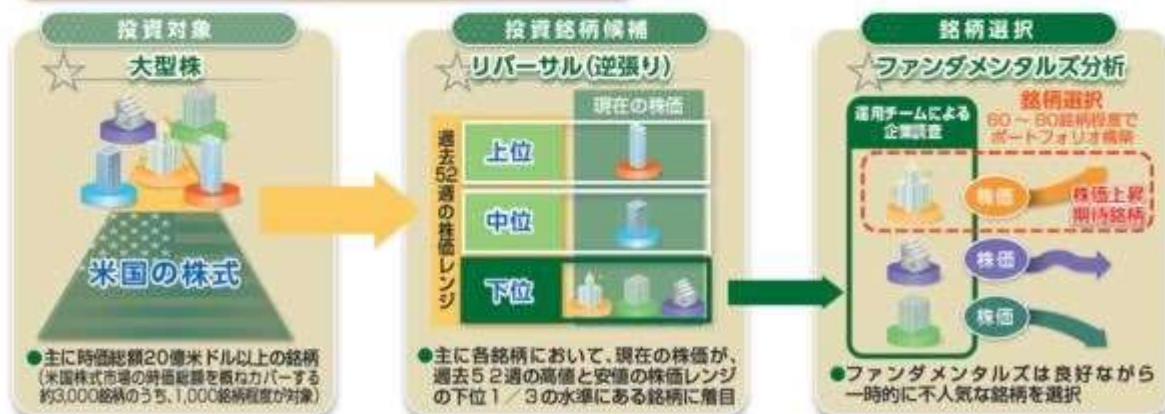 投資対象
大型株
米国の株式
●主に時価総額20億米ドル以上の銘柄
(米国株式市場の時価総額を概ねカバーする
約3,000銘柄のうち、1,000銘柄程度が対象)
投資銘柄候補
リバーサル(逆張り)
現在の株価
過去52週の株価レンジ
上位
中位
下位
●主に各銘柄において、現在の株価が、
過去52週の高値と安値の株価レンジ
の下位1/3の水準にある銘柄に着目
銘柄選択
ファンダメンタルズ分析
運用チームによる
企業調査
銘柄選択
60～80銘柄程度で
ポートフォリオ構築
株価
株価上昇
期待銘柄
株価
株価
●ファンダメンタルズは良好ながら
一時的に不人気な銘柄を選択